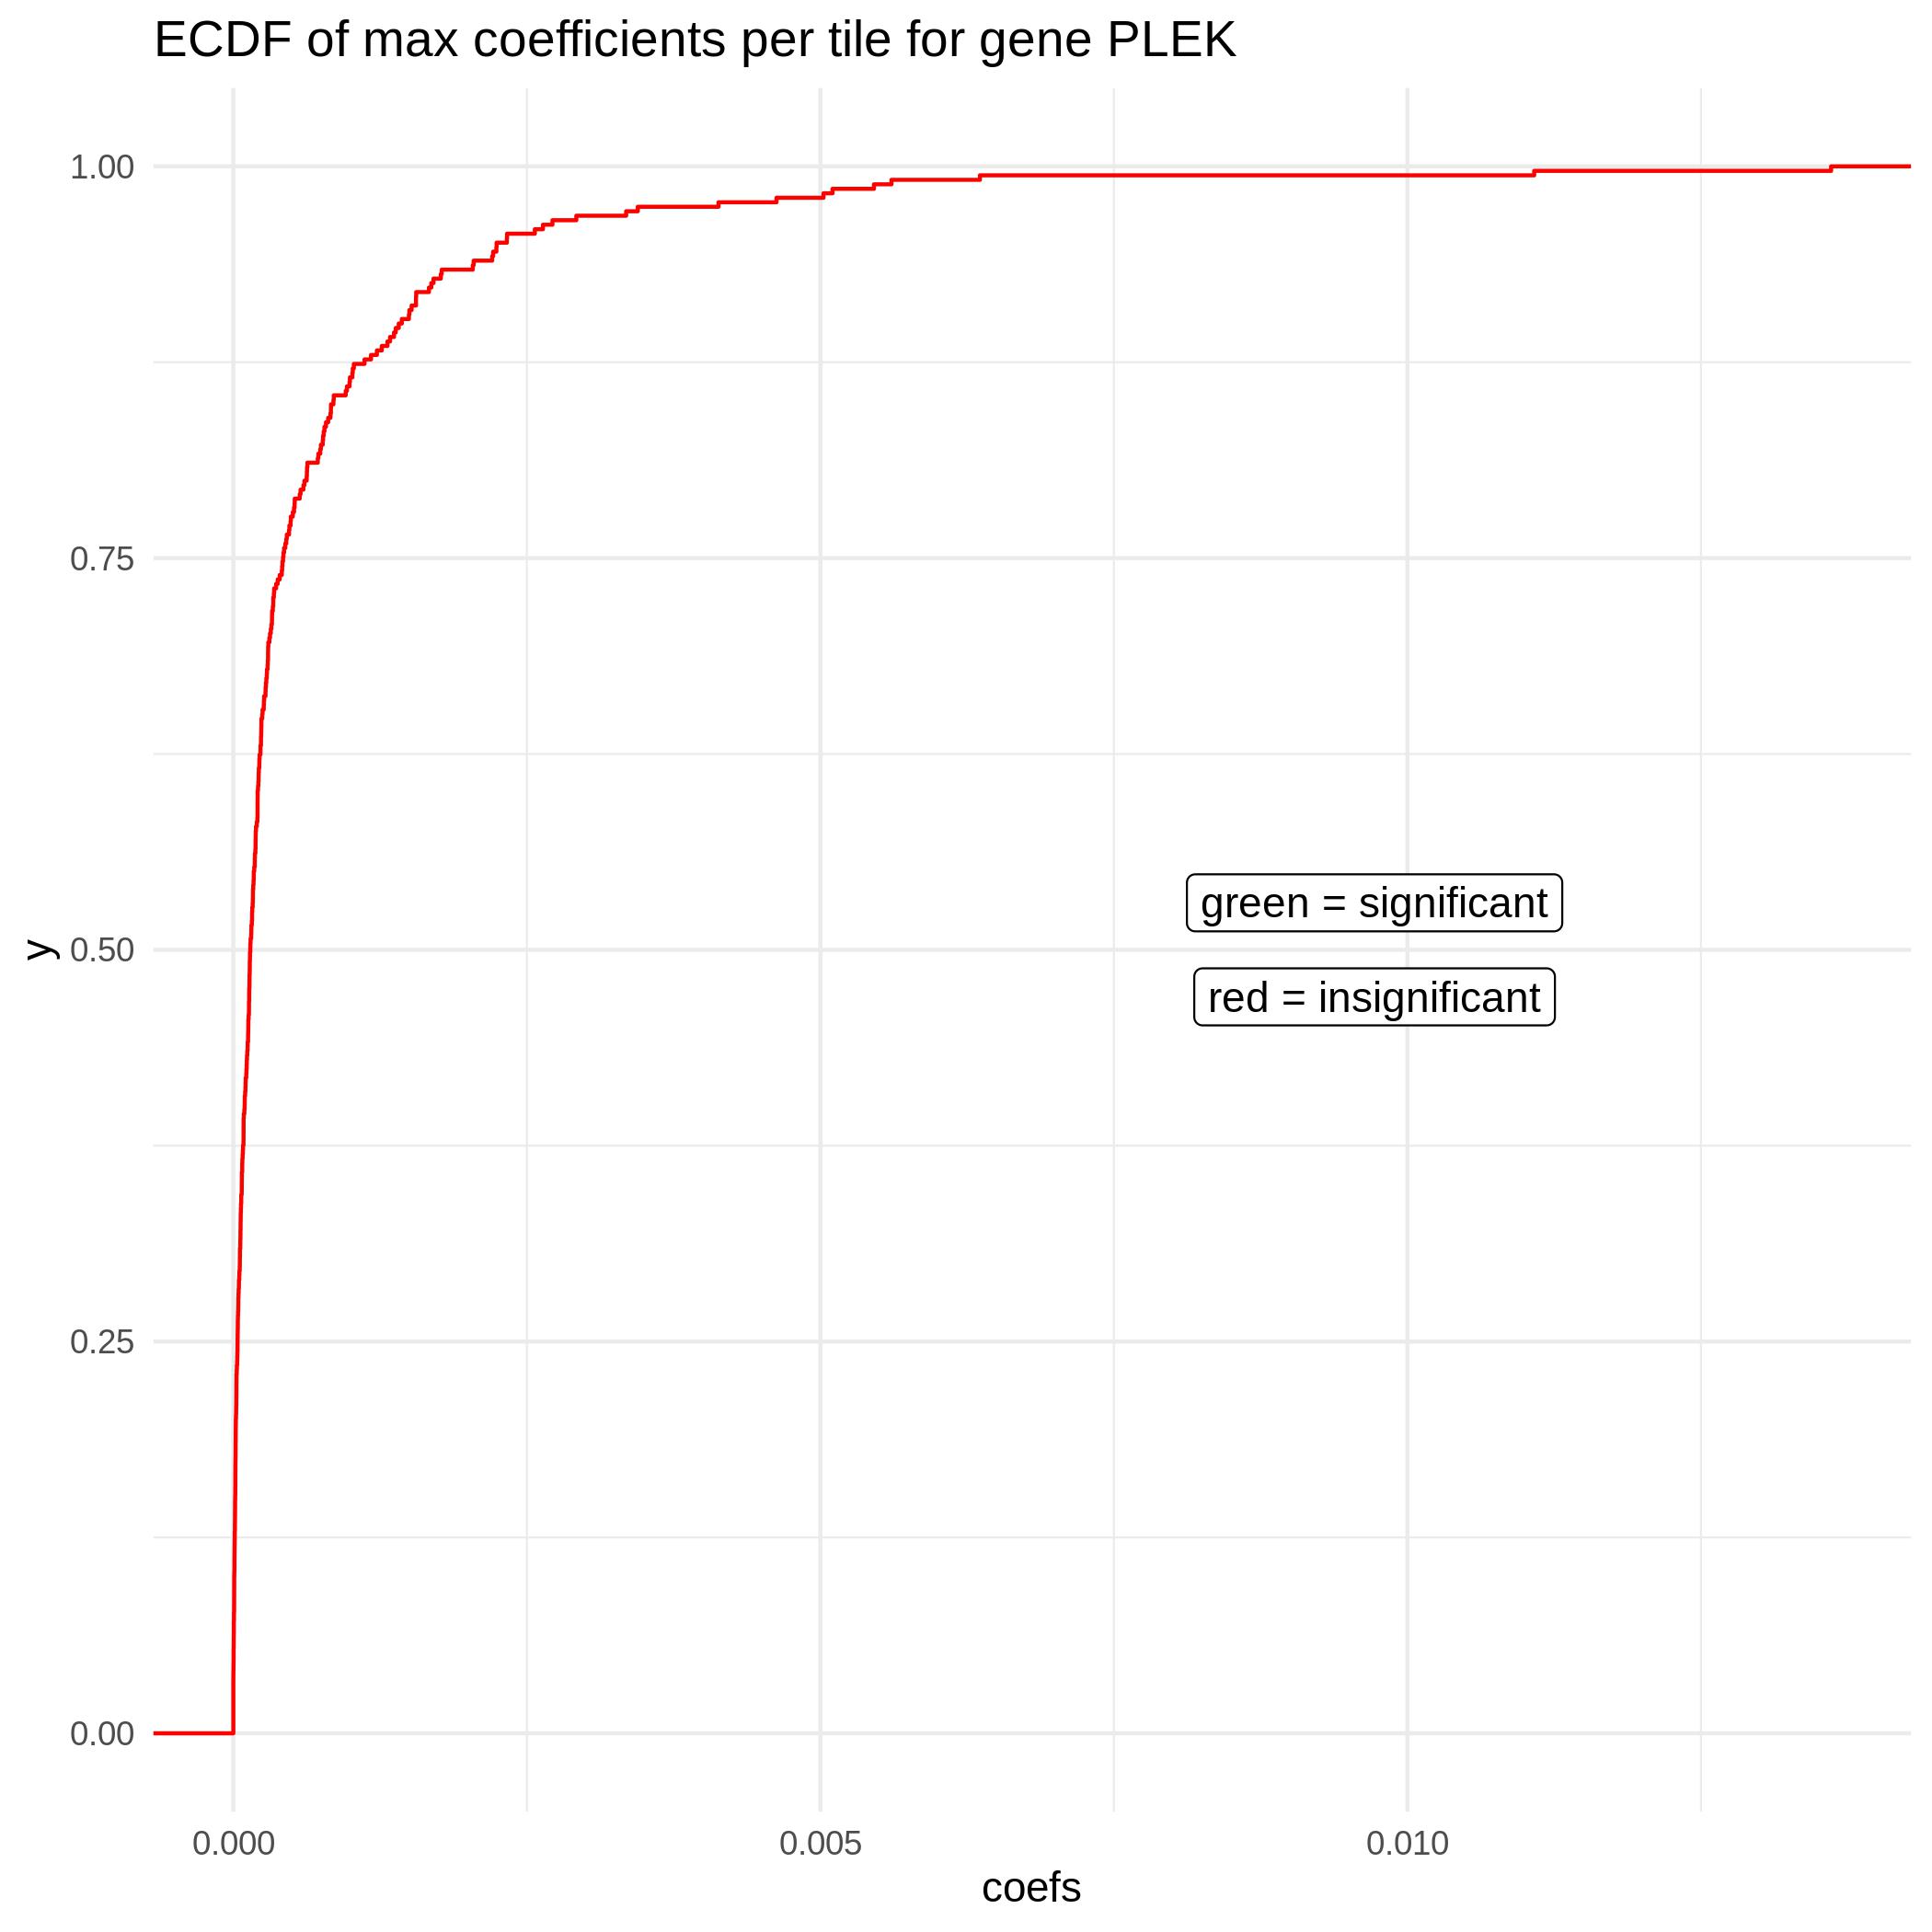 ECDF of max coefficients per tile for gene PLEK
1.00
0.75
0.50
0.25
0.00
y
green = significant
red = insignificant
0.000
0.005
0.010
coefs